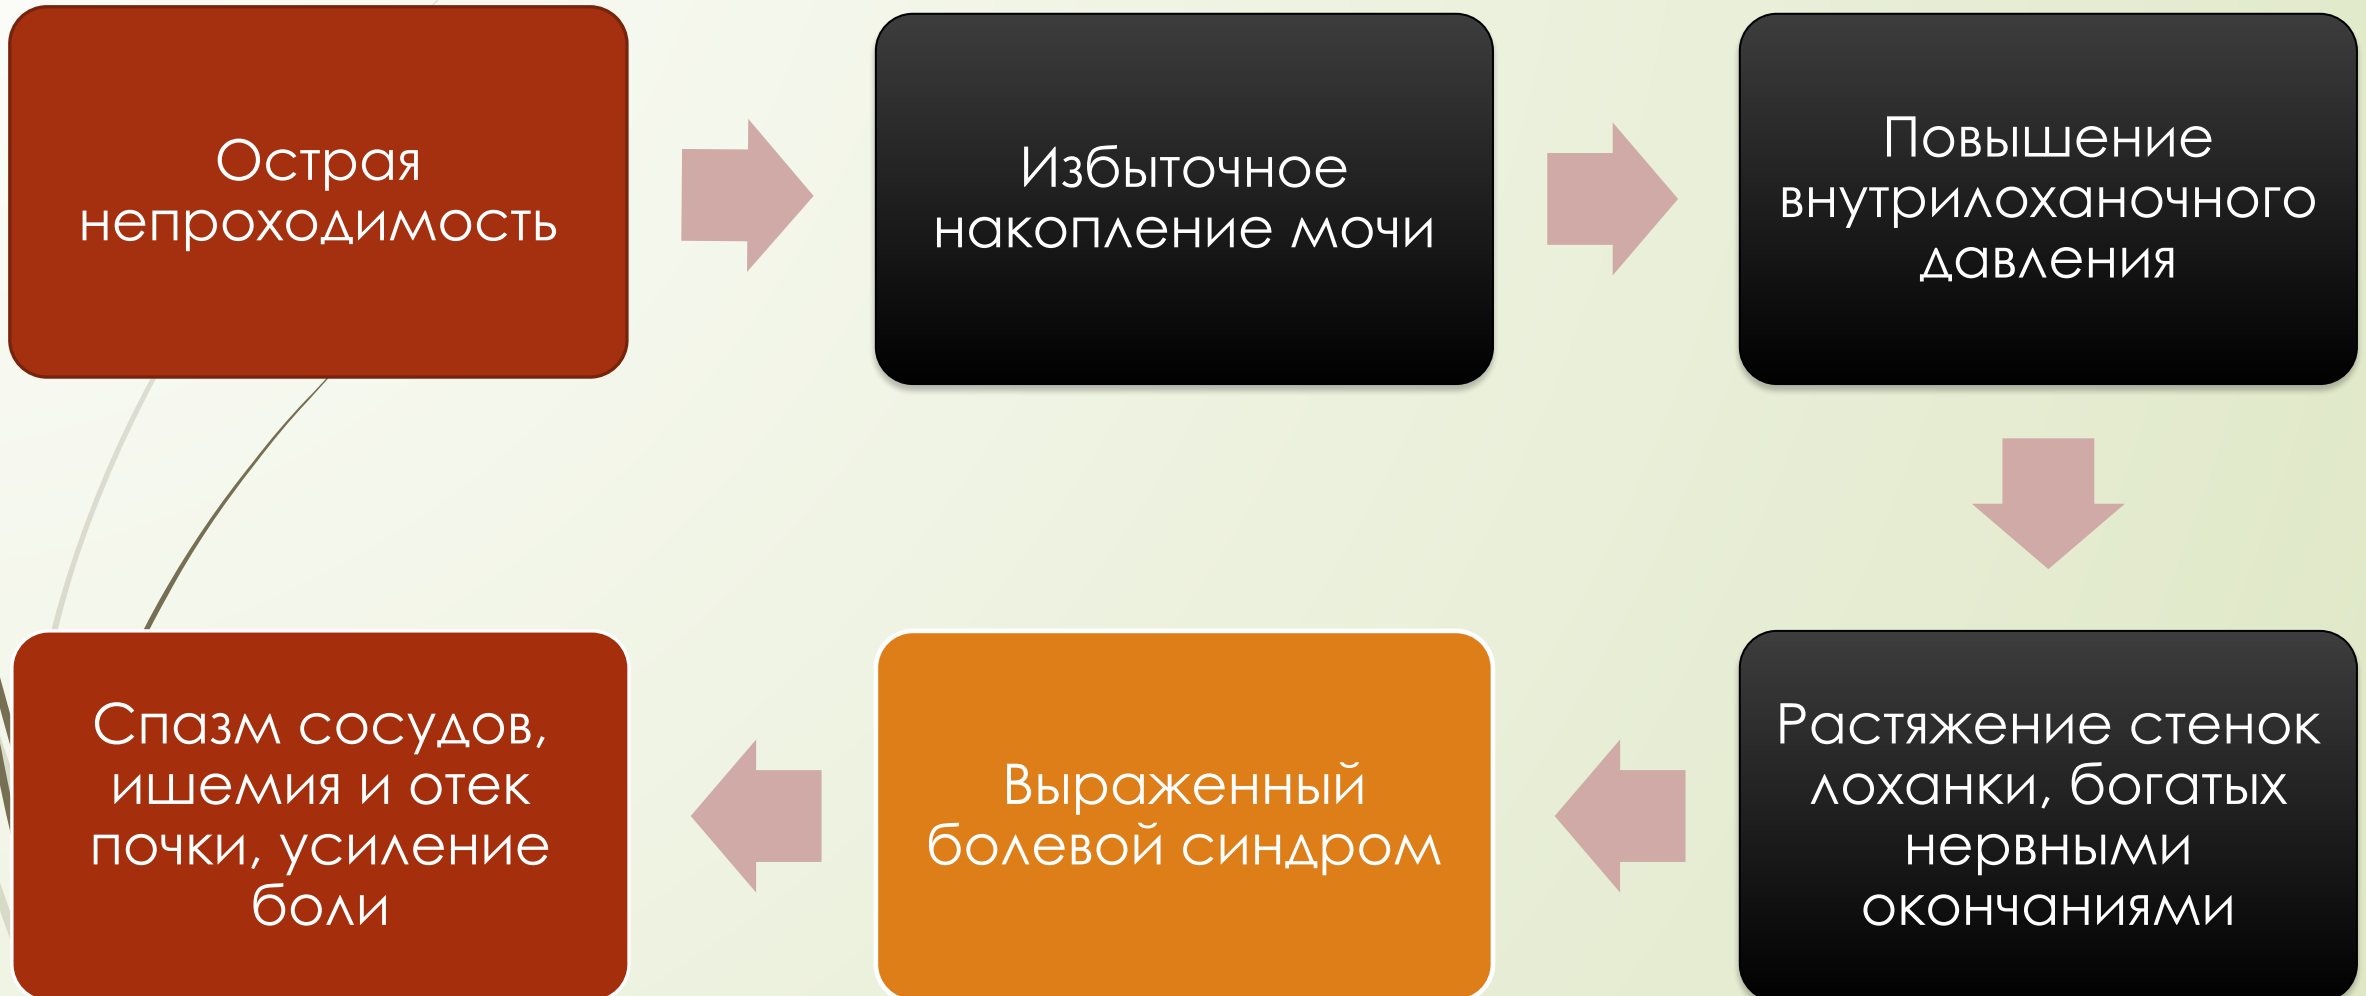 Острая
непроходимость
Избыточное
накопление мочи
Повышение
внутрилоханочного
давления
Растяжение стенок
лоханки, богатых
нервными
окончаниями
Выраженный
болевой синдром
Спазм сосудов,
ишемия и отек
почки, усиление
боли